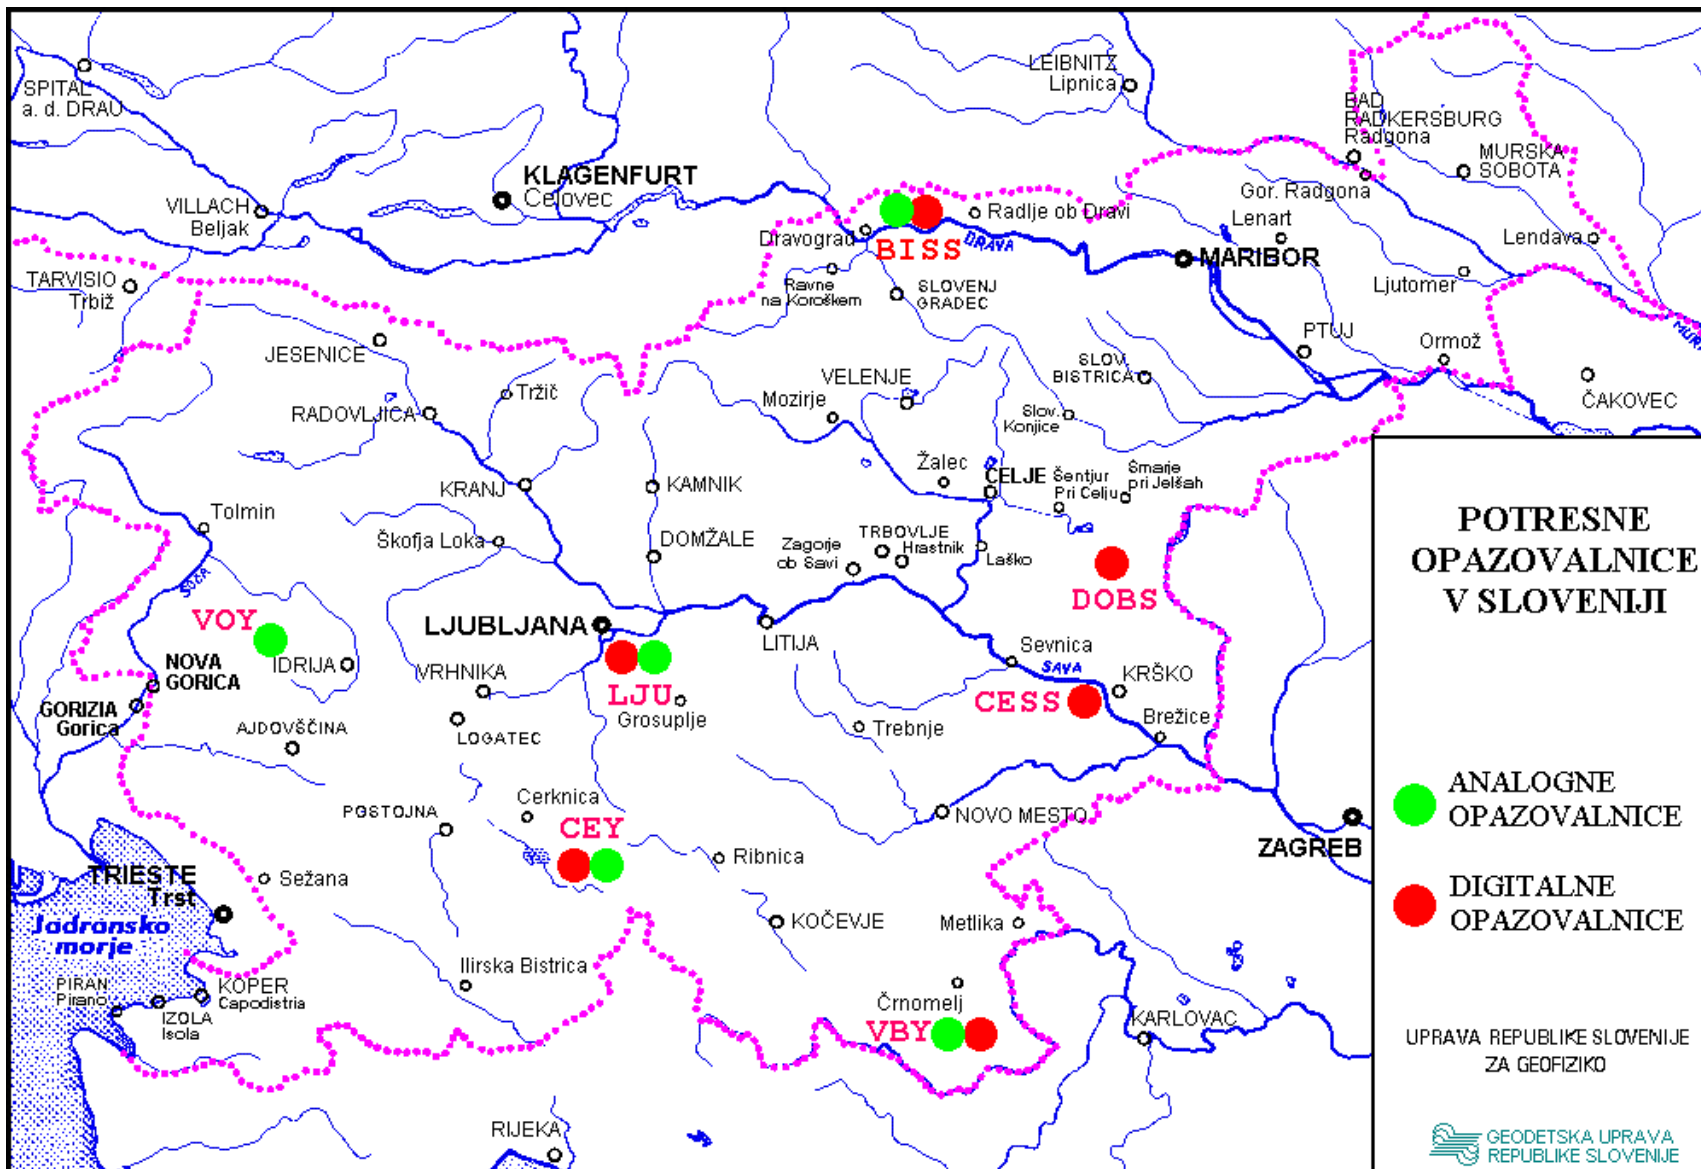 SPITAL
a. d. DRAU
LEIBNITZ
Lipnica
BAD
RADKERSBURG
Radgona
MURSKA
SOBOTA
Gor. Radgona
KLAGENFURT
Celovec
VILLACH
Beljak
Radlje ob Dravi
Lenart
Lendava
Dravograd
BISS
DRAVA
MARIBOR
TARVISIO
Trbiž
Ravne
na Koroškem
SLOVENJ
GRADEC
Ljutomer
MURA
JESENICE
PTUJ
Ormož
Tržič
VELENJE
SLOV.
BISTRICA
ČAKOVEC
RADOVLJICA
Mozirje
Slov.
Konjice
KRANJ
KAMNIK
Žalec
CELJE
Šentjur
Pri Celju
Šmarje
pri Jelšah
Tolmin
Škofja Loka
DOMŽALE
Zagorje
ob Savi
TRBOVLJE
Hrastnik
Laško
SOČA
DOBS
VOY
LJUBLJANA
LITIJA
Sevnica
SAVA
IDRIJA
VRHNIKA
LJU
Grosuplje
KRŠKO
CESS
NOVA
GORICA
GORIZIA
Gorica
AJDOVŠČINA
LOGATEC
Trebnje
Brežice
POSTOJNA
Cerknica
CEY
NOVO MESTO
ZAGREB
Ribnica
TRIESTE
Trst
Sežana
Jadransko
morje
KOČEVJE
Metlika
Ilirska Bistrica
PIRAN
Pirano
KOPER
Capodistria
IZOLA
Isola
Črnomelj
VBY
KARLOVAC
RIJEKA
POTRESNE
OPAZOVALNICE
V SLOVENIJI
ANALOGNE
OPAZOVALNICE
DIGITALNE
OPAZOVALNICE
UPRAVA REPUBLIKE SLOVENIJE
ZA GEOFIZIKO
GEODETSKA UPRAVA
REPUBLIKE SLOVENIJE